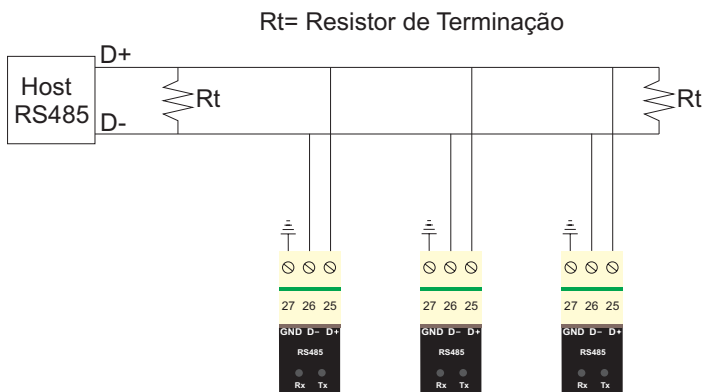 Rt= Resistor de Terminação
D+
Host
RS485
Rt
Rt
D-
27 26 25
GND D− D+
RS485
Rx Tx
27 26 25
GND D− D+
RS485
Rx Tx
27 26 25
GND D− D+
RS485
Rx Tx